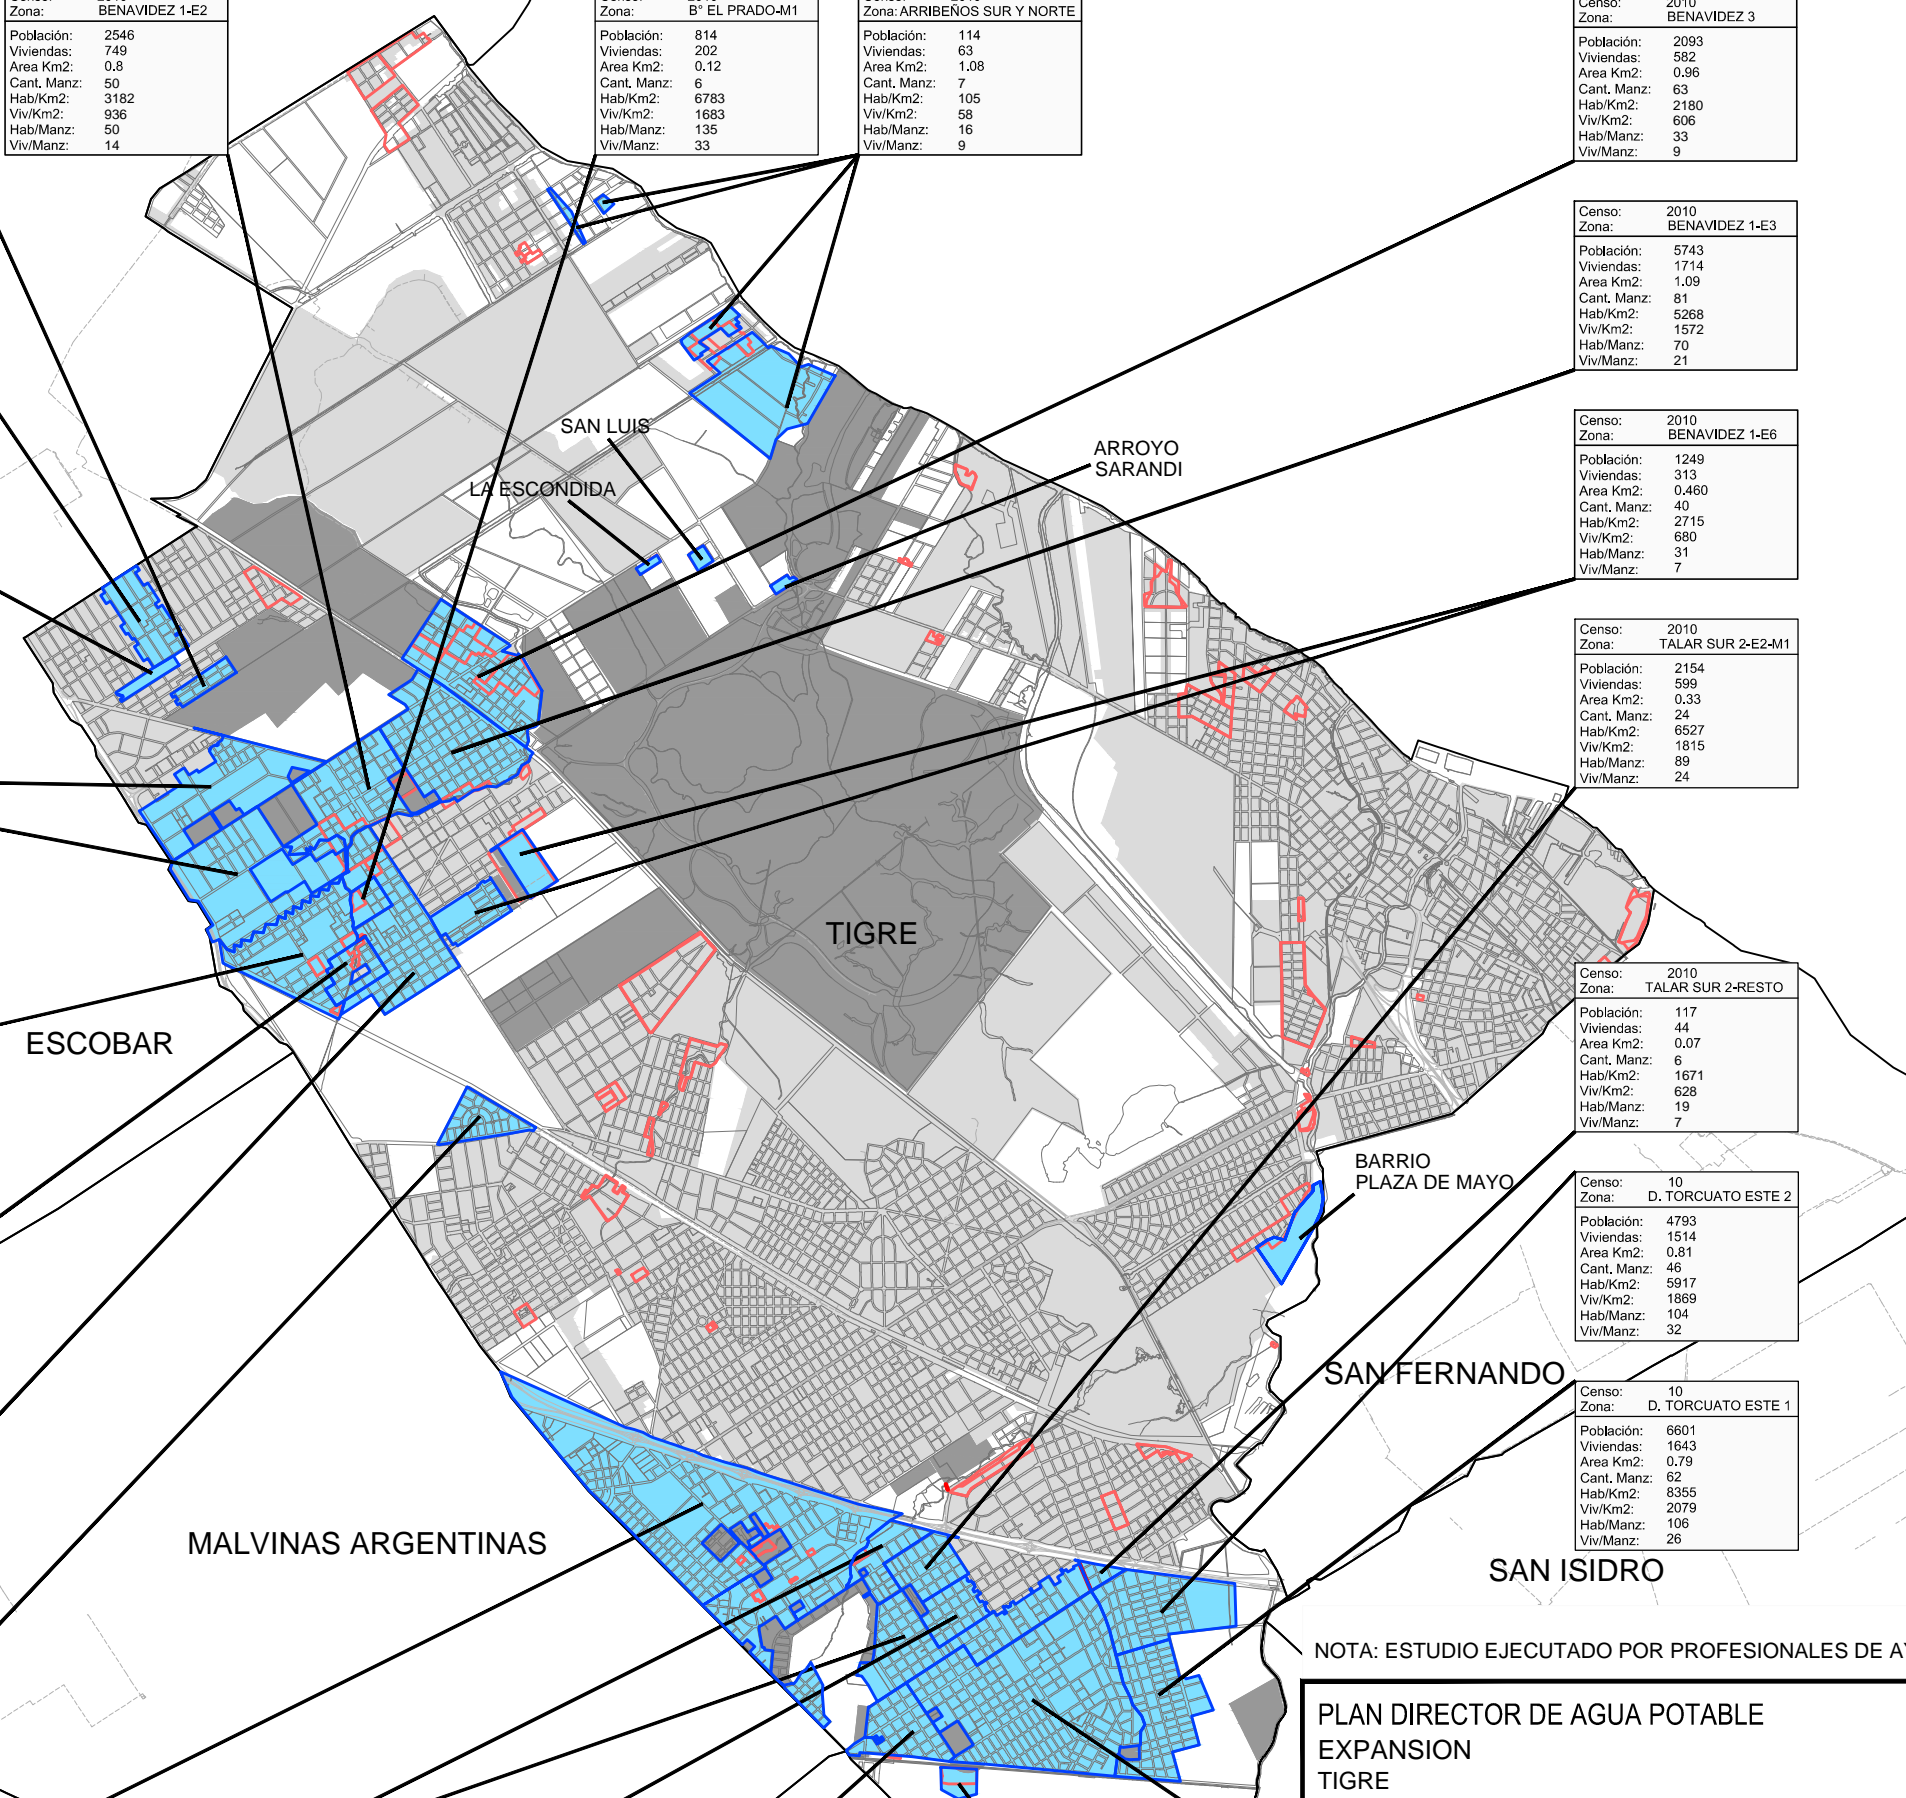 Zona: BENAVIDEZ 1-E2
Población: 2546
Viviendas: 749
Area Km2: 0.8
Cant. Manz: 50
Hab/Km2: 3182
Viv/Km2: 936
Hab/Manz: 50
Viv/Manz: 14
Zona: B° EL PRADO-M1
Población: 814
Viviendas: 202
Area Km2: 0.12
Cant. Manz: 6
Hab/Km2: 6783
Viv/Km2: 1683
Hab/Manz: 135
Viv/Manz: 33
Zona: ARRIBEÑOS SUR Y NORTE
Población: 114
Viviendas: 63
Area Km2: 1.08
Cant. Manz: 7
Hab/Km2: 105
Viv/Km2: 58
Hab/Manz: 16
Viv/Manz: 9
Censo: 2010
Zona: BENAVIDEZ 3
Población: 2093
Viviendas: 582
Area Km2: 0.96
Cant. Manz: 63
Hab/Km2: 2180
Viv/Km2: 606
Hab/Manz: 33
Viv/Manz: 9
Censo: 2010
Zona: BENAVIDEZ 1-E3
Población: 5743
Viviendas: 1714
Area Km2: 1.09
Cant. Manz: 81
Hab/Km2: 5268
Viv/Km2: 1572
Hab/Manz: 70
Viv/Manz: 21
Censo: 2010
Zona: BENAVIDEZ 1-E6
Población: 1249
Viviendas: 313
Area Km2: 0.460
Cant. Manz: 40
Hab/Km2: 2715
Viv/Km2: 680
Hab/Manz: 31
Viv/Manz: 7
Censo: 2010
Zona: TALAR SUR 2-E2-M1
Población: 2154
Viviendas: 599
Area Km2: 0.33
Cant. Manz: 24
Hab/Km2: 6527
Viv/Km2: 1815
Hab/Manz: 89
Viv/Manz: 24
Censo: 2010
Zona: TALAR SUR 2-RESTO
Población: 117
Viviendas: 44
Area Km2: 0.07
Cant. Manz: 6
Hab/Km2: 1671
Viv/Km2: 628
Hab/Manz: 19
Viv/Manz: 7
Censo: 10
Zona: D. TORCUATO ESTE 2
Población: 4793
Viviendas: 1514
Area Km2: 0.81
Cant. Manz: 46
Hab/Km2: 5917
Viv/Km2: 1869
Hab/Manz: 104
Viv/Manz: 32
Censo: 10
Zona: D. TORCUATO ESTE 1
Población: 6601
Viviendas: 1643
Area Km2: 0.79
Cant. Manz: 62
Hab/Km2: 8355
Viv/Km2: 2079
Hab/Manz: 106
Viv/Manz: 26
SAN LUIS
LA ESCONDIDA
ARROYO
SARANDI
TIGRE
ESCOBAR
BARRIO
PLAZA DE MAYO
SAN FERNANDO
MALVINAS ARGENTINAS
SAN ISIDRO
NOTA: ESTUDIO EJECUTADO POR PROFESIONALES DE
PLAN DIRECTOR DE AGUA POTABLE
EXPANSION
TIGRE